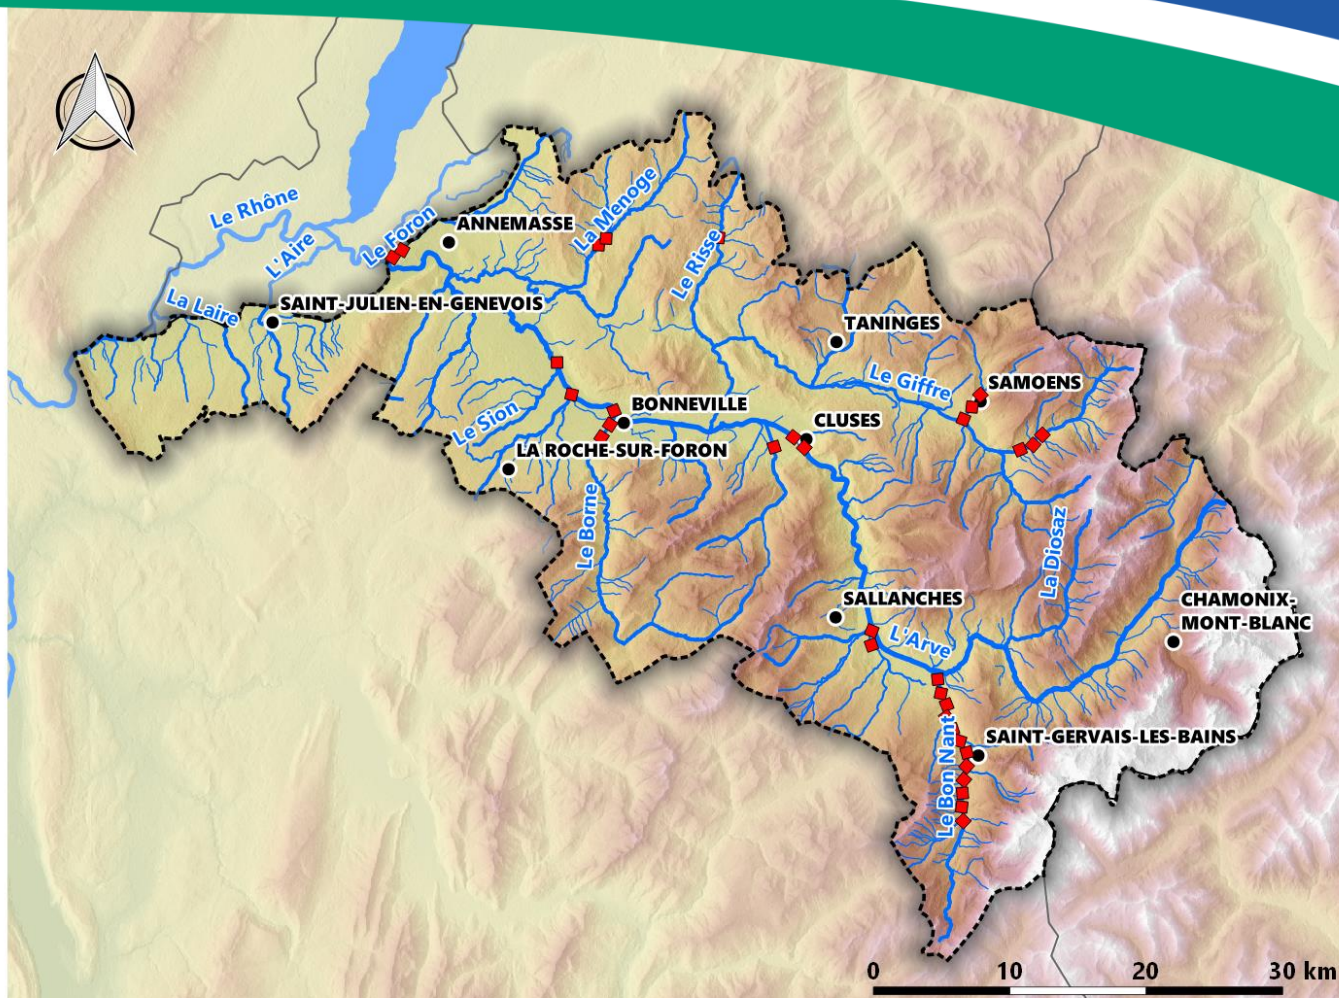 Le Rhône
L'Aire
Le Foron
ANNEMASSE
La Menoge
Le Risse
La Laire
SAINT-JULIEN-EN-GENEVOIS
TANINGES
Le Giffre
SAMOENS
Le Sion
BONNEVILLE
CLUSES
LA ROCHE-SUR-FORON
Le Borne
La Diosaz
SALLANCHES
CHAMONIX-
MONT-BLANC
L'Arve
SAINT-GERVAIS-LES-BAINS
Le Bon Nant
0 10 20 30 km